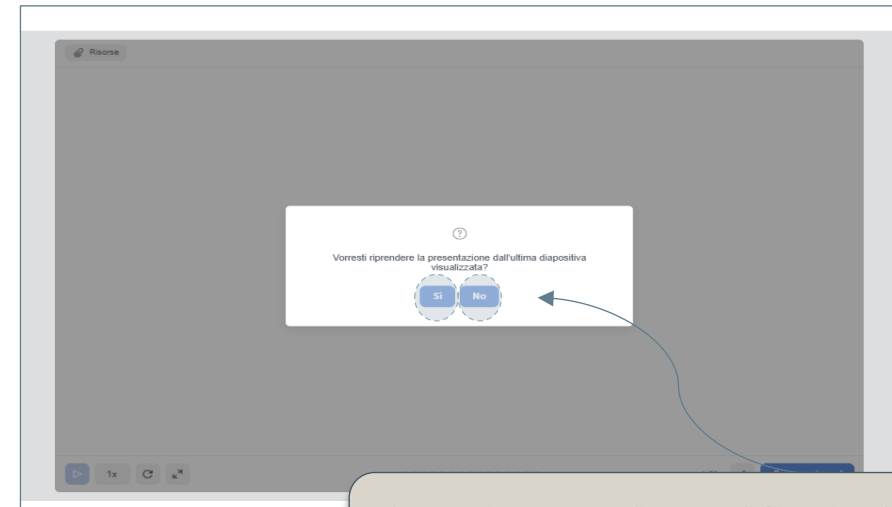 Risorse
Vorresti riprendere la presentazione dall'ultima diapositiva
visualizzata?
Sì No
1x